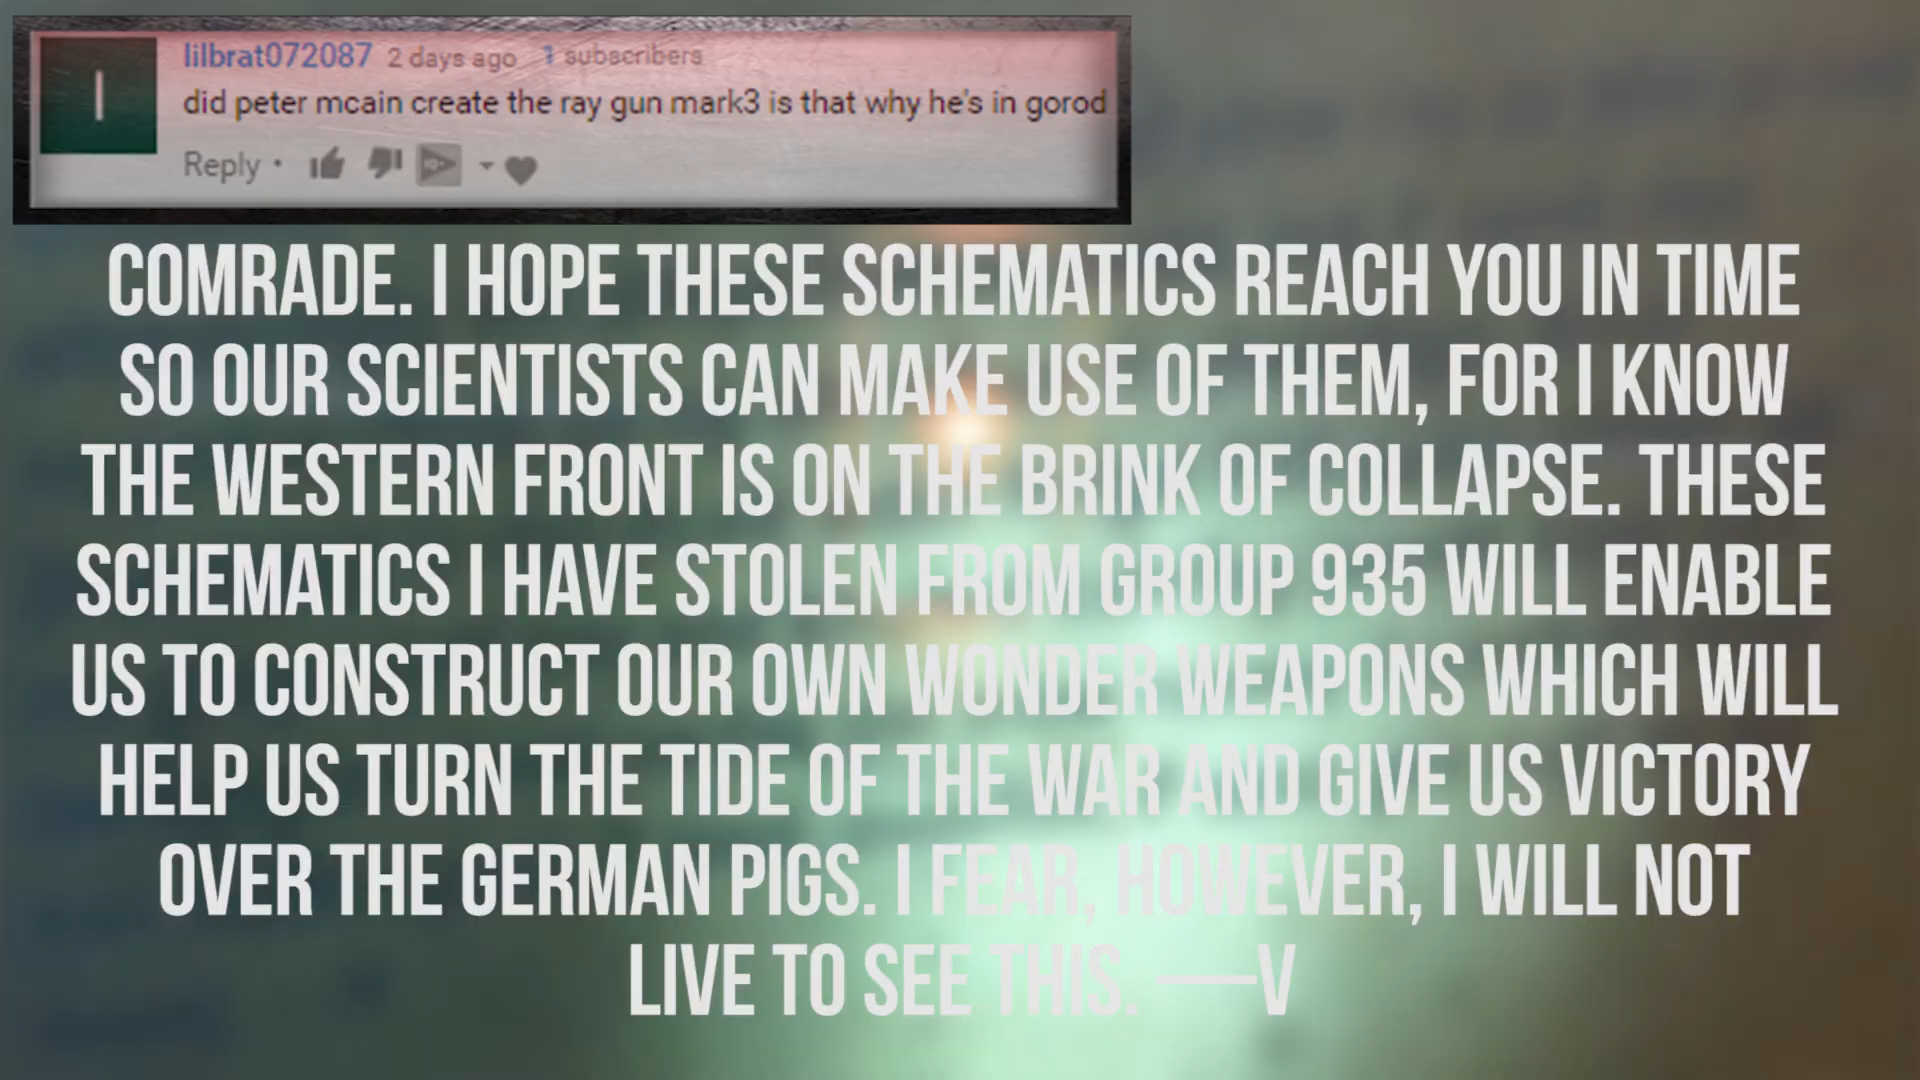 I
lilbrat072087 2 days ago 1 subscribers
did peter mcain create the ray gun mark3 is that why he's in gorod
Reply •
COMRADE. I HOPE THESE SCHEMATICS REACH YOU IN TIME
SO OUR SCIENTISTS CAN MAKE USE OF THEM, FOR I KNOW
THE WESTERN FRONT IS ON THE BRINK OF COLLAPSE. THESE
SCHEMATICS I HAVE STOLEN FROM GROUP 935 WILL ENABLE
US TO CONSTRUCT OUR OWN WONDER WEAPONS WHICH WILL
HELP US TURN THE TIDE OF THE WAR AND GIVE US VICTORY
OVER THE GERMAN PIGS. I FEAR, HOWEVER, I WILL NOT
LIVE TO SEE THIS. —V